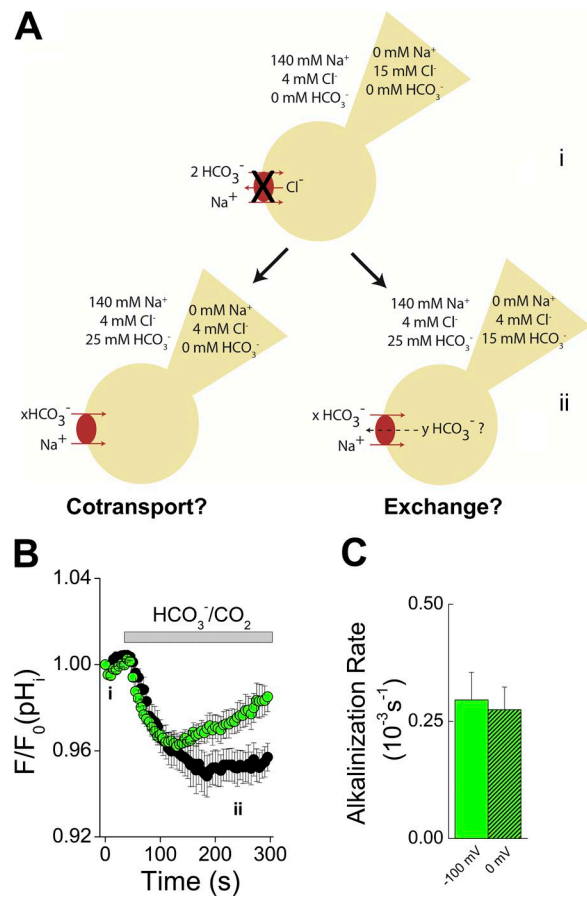 A
140 mM Na⁺
4 mM Cl⁻
0 mM HCO₃⁻
0 mM Na⁺
15 mM Cl⁻
0 mM HCO₃⁻
i
2 HCO₃⁻
Cl⁻
Na⁺
140 mM Na⁺
4 mM Cl⁻
25 mM HCO₃⁻
0 mM Na⁺
4 mM Cl⁻
0 mM HCO₃⁻
140 mM Na⁺
4 mM Cl⁻
25 mM HCO₃⁻
0 mM Na⁺
4 mM Cl⁻
15 mM HCO₃⁻
ii
xHCO₃⁻
Na⁺
x HCO₃⁻
y HCO₃⁻ ?
Na⁺
Cotransport?
Exchange?
B
1.04
1.00
0.96
0.92
F/F₀(pHᵢ)
HCO₃⁻/CO₂
i
ii
0
100
200
300
Time (s)
C
0.50
0.25
0.00
Alkalinization Rate
(10⁻³s⁻¹)
-100 mV
0 mV